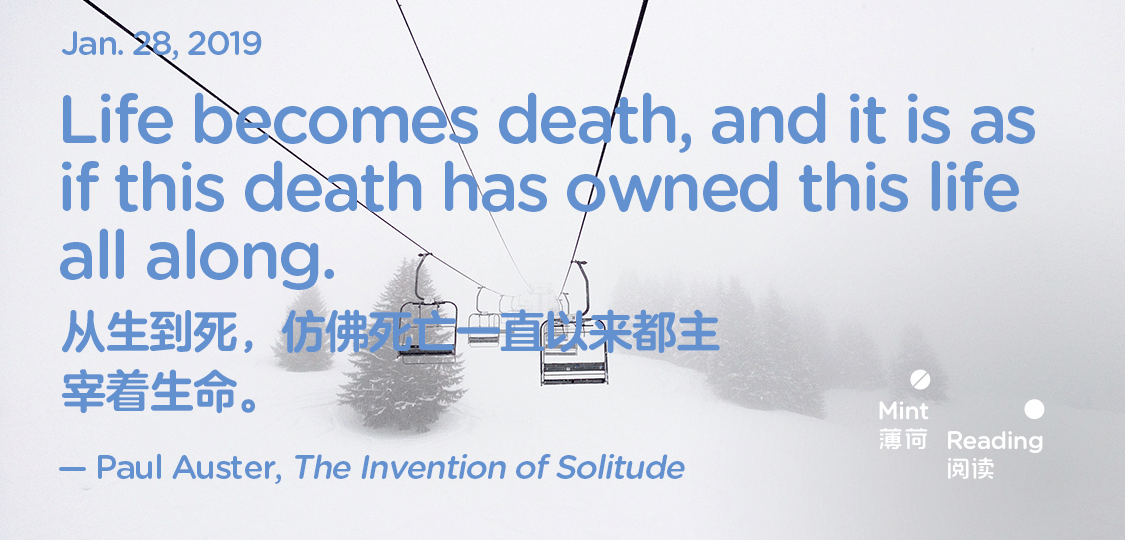 Jan. 28, 2019
Life becomes death, and it is as
if this death has owned this life
all along.
从生到死，仿佛死亡一直以来都主
宰着生命。
— Paul Auster, The Invention of Solitude
Mint
薄荷
Reading
阅读